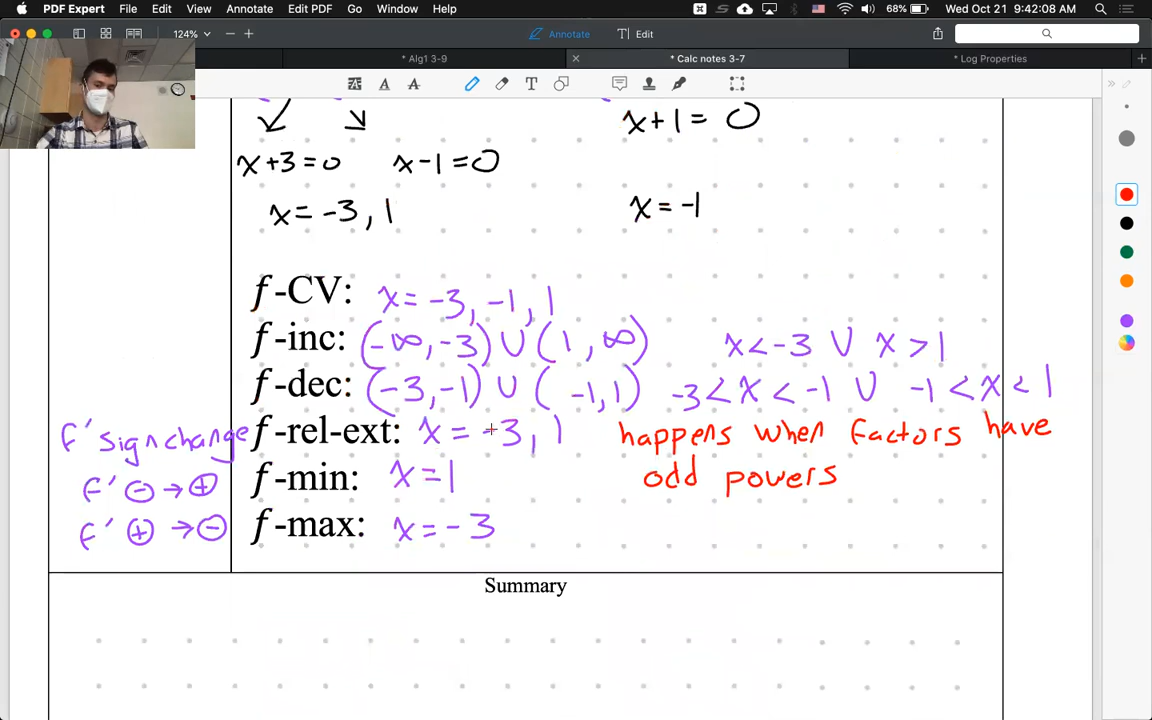 PDF Expert File Edit View Annotate Edit PDF Go Window Help 68% Wed Oct 21 9:42:08 AM
124% Annotate Edit
* Alg1 3-9 * Calc notes 3-7 * Log Properties
x+1=0
x+3=0 x-1=0
x=-3,1 x=-1
f-CV: x=-3,-1,1
f-inc: (-∞,-3)∪(1,∞) x<-3 ∪ x>1
f-dec: (-3,-1)∪(-1,1) -3<x<-1 ∪ -1<x<1
f' sign change f-rel-ext: x=-3,1 happens when factors have
f' ⊖→⊕ f-min: x=1 odd powers
f' ⊕→⊖ f-max: x=-3
Summary